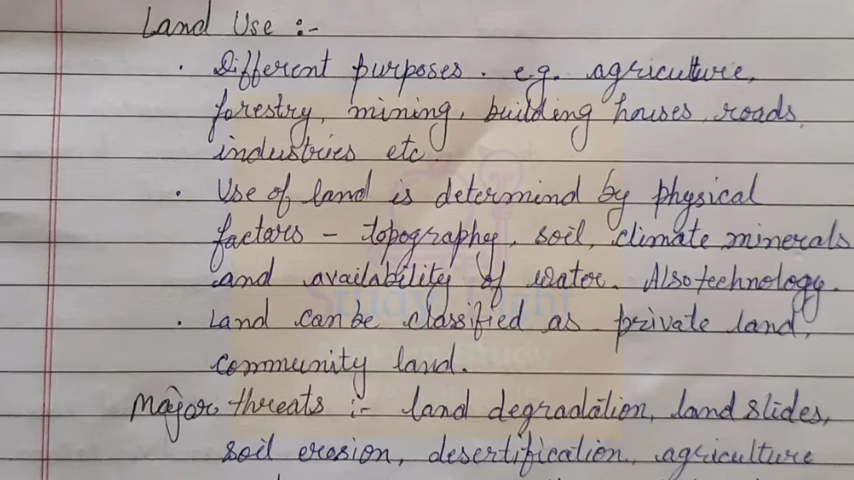 Land Use :-
· Different purposes. e.g. agriculture,
forestry, mining, building houses, roads,
industries etc.
· Use of land is determind by physical
factors - topography, soil, climate minerals
and availability of water. Also technology.
· Land can be classified as private land,
community land.
Major threats :- land degradation, land slides,
soil erosion, desertification, agriculture